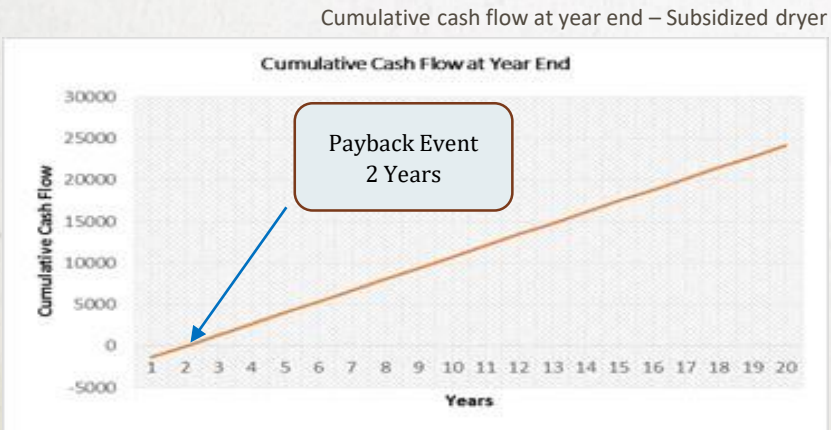 Cumulative cash flow at year end – Subsidized dryer
Cumulative Cash Flow at Year End
30000
25000
20000
15000
10000
5000
0
-5000
Cumulative Cash Flow
Payback Event
2 Years
1 2 3 4 5 6 7 8 9 10 11 12 13 14 15 16 17 18 19 20
Years